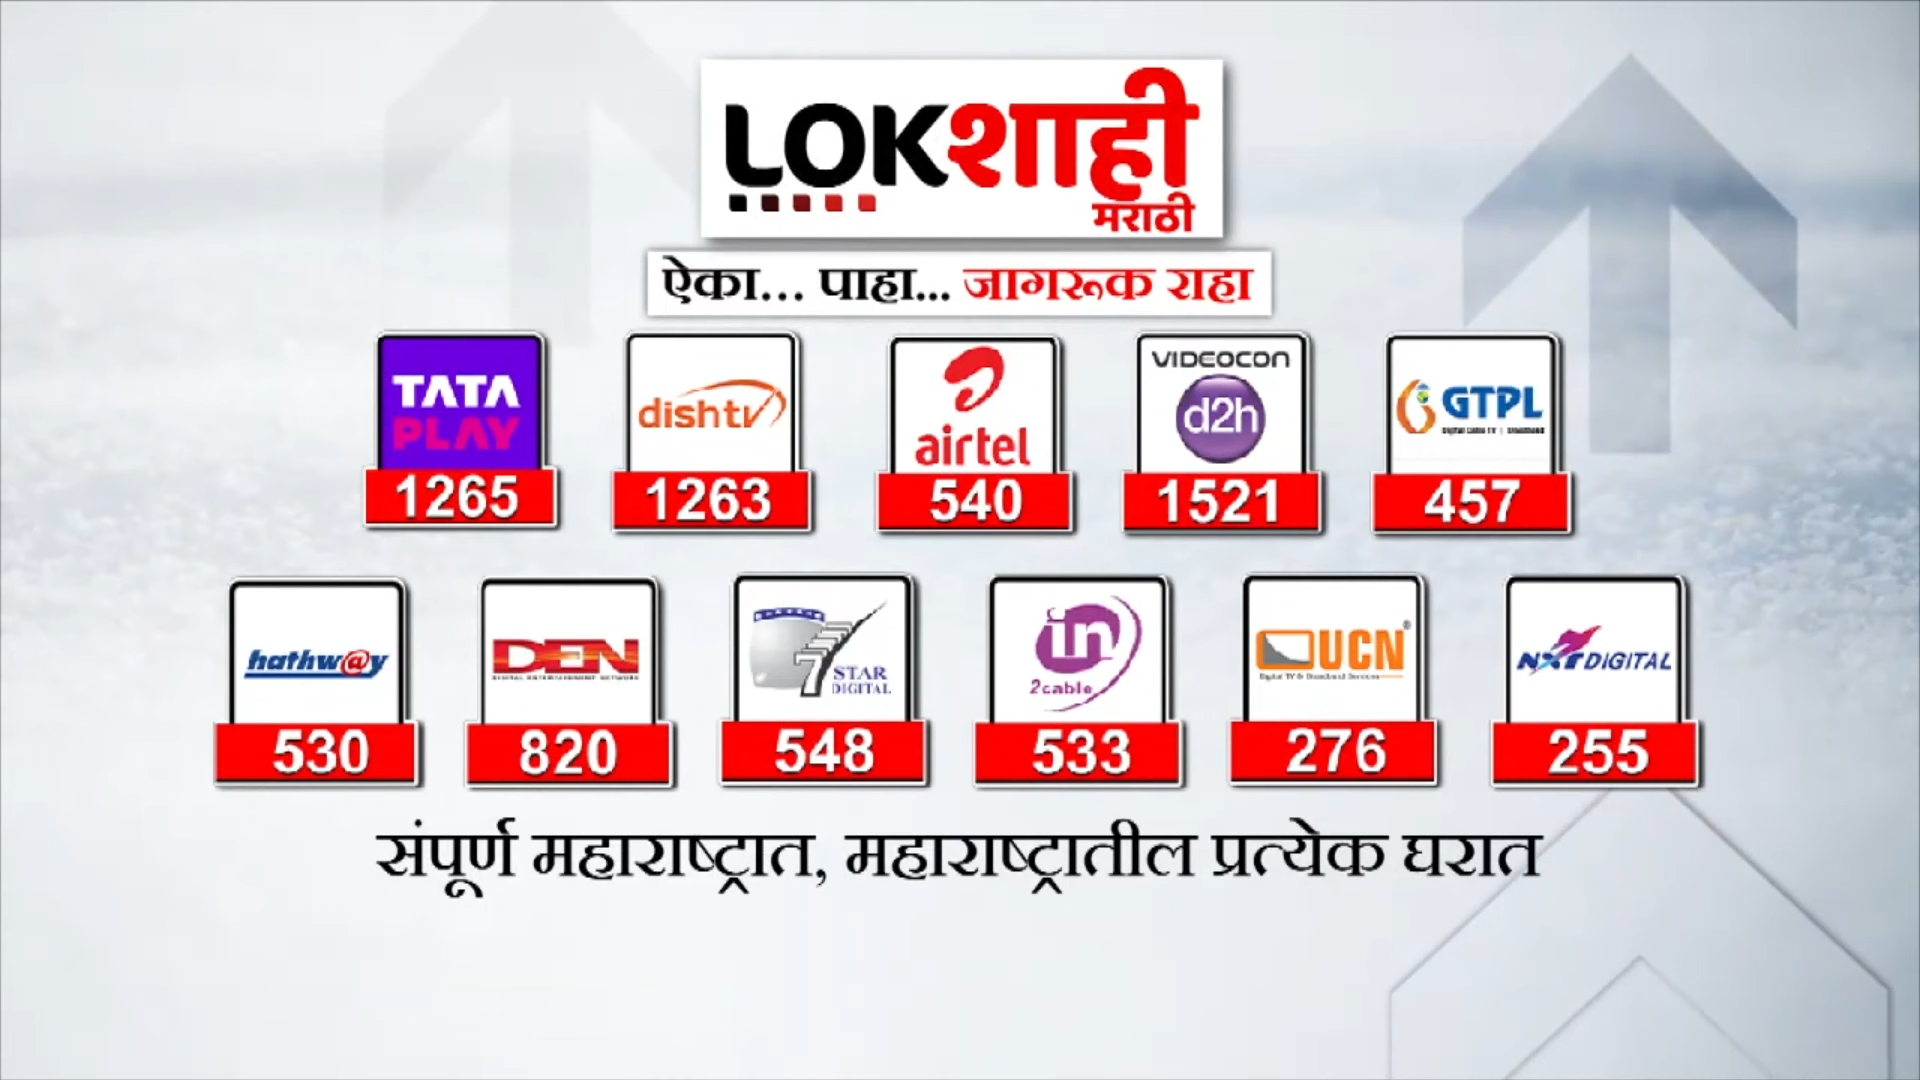 LOKशाही
मराठी
ऐका... पाहा... जागरूक राहा
TATA PLAY
dishtv
airtel
VIDEOCON d2h
GTPL
1265
1263
540
1521
457
hathw@y
DEN
7 STAR DIGITAL
in 2cable
UCN
NXTDIGITAL
530
820
548
533
276
255
संपूर्ण महाराष्ट्रात, महाराष्ट्रातील प्रत्येक घरात